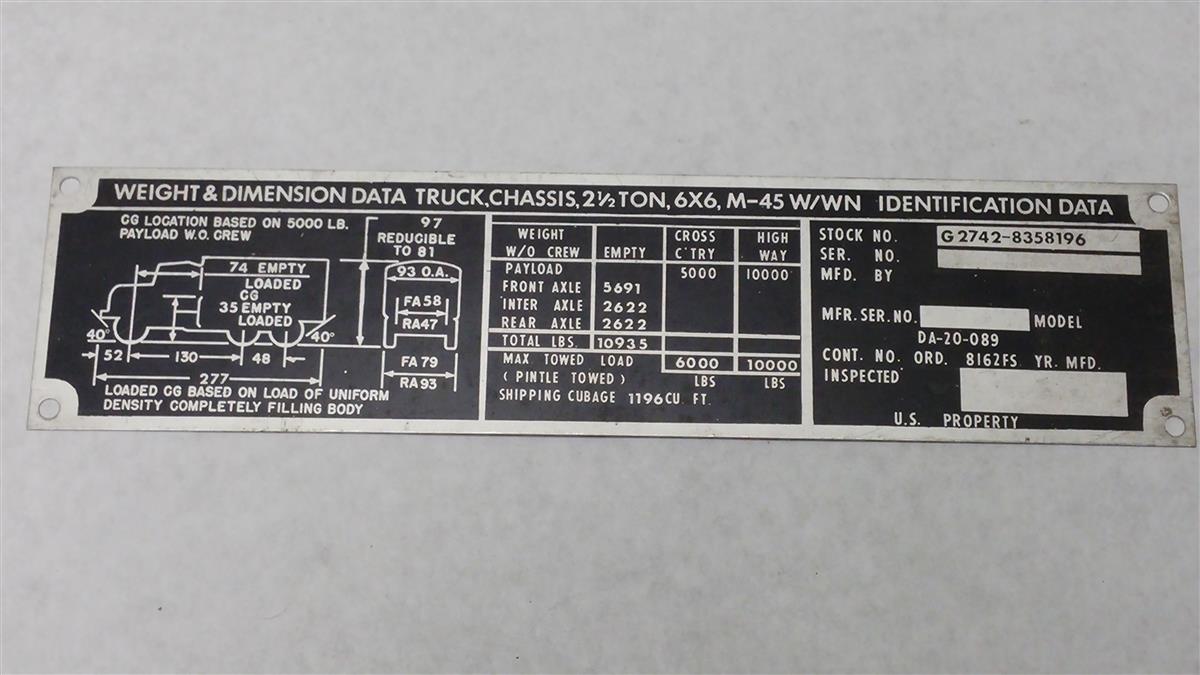 WEIGHT & DIMENSION DATA TRUCK, CHASSIS, 2½ TON, 6X6, M-45 W/WN IDENTIFICATION DATA
CG LOCATION BASED ON 5000 LB.
PAYLOAD W.O. CREW
97
REDUCIBLE
TO 81
74 EMPTY
LOADED
CG
35 EMPTY
LOADED
93 O.A.
FA 58
RA 47
40° 40°
52 130 48
277
FA 79
RA 93
LOADED CG BASED ON LOAD OF UNIFORM
DENSITY COMPLETELY FILLING BODY
WEIGHT CROSS HIGH
W/O CREW EMPTY C'TRY WAY
PAYLOAD 5000 10000
FRONT AXLE 5691
INTER AXLE 2622
REAR AXLE 2622
TOTAL LBS. 10935
MAX TOWED LOAD 6000 10000
(PINTLE TOWED) LBS LBS
SHIPPING CUBAGE 1196 CU. FT.
STOCK NO. G2742-8358196
SER. NO.
MFD. BY
MFR. SER. NO. MODEL
DA-20-089
CONT. NO. ORD. 8162FS YR. MFD.
INSPECTED
U.S. PROPERTY